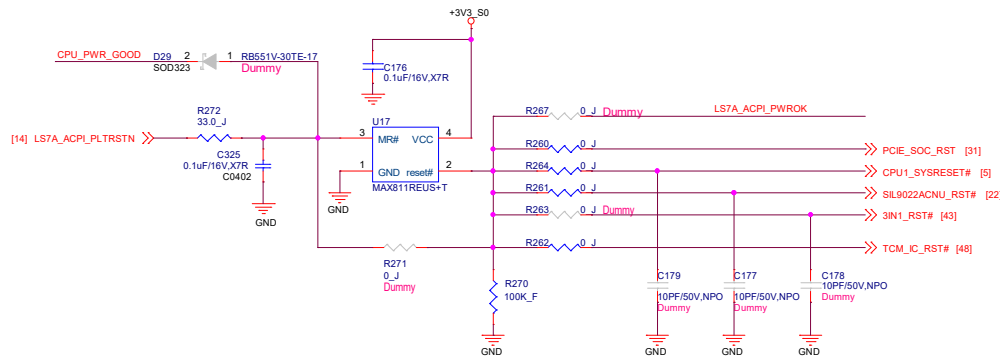 +3V3_S0
CPU_PWR_GOOD
D29 2
SOD323
1 RB551V-30TE-17
Dummy
C176
0.1uF/16V,X7R
GND
R272
33.0_J
[14] LS7A_ACPI_PLTRSTN
C325
0.1uF/16V,X7R
C0402
GND
U17
3 MR# VCC 4
1 GND reset# 2
MAX811REUS+T
GND
R267 0_J Dummy
LS7A_ACPI_PWROK
R260 0_J
PCIE_SOC_RST [31]
R264 0_J
CPU1_SYSRESET# [5]
R261 0_J
SIL9022ACNU_RST# [22]
R263 0_J Dummy
3IN1_RST# [43]
R262 0_J
TCM_IC_RST# [48]
R271
0_J
Dummy
R270
100K_F
GND
C179
10PF/50V,NPO
Dummy
GND
C177
10PF/50V,NPO
Dummy
GND
C178
10PF/50V,NPO
Dummy
GND